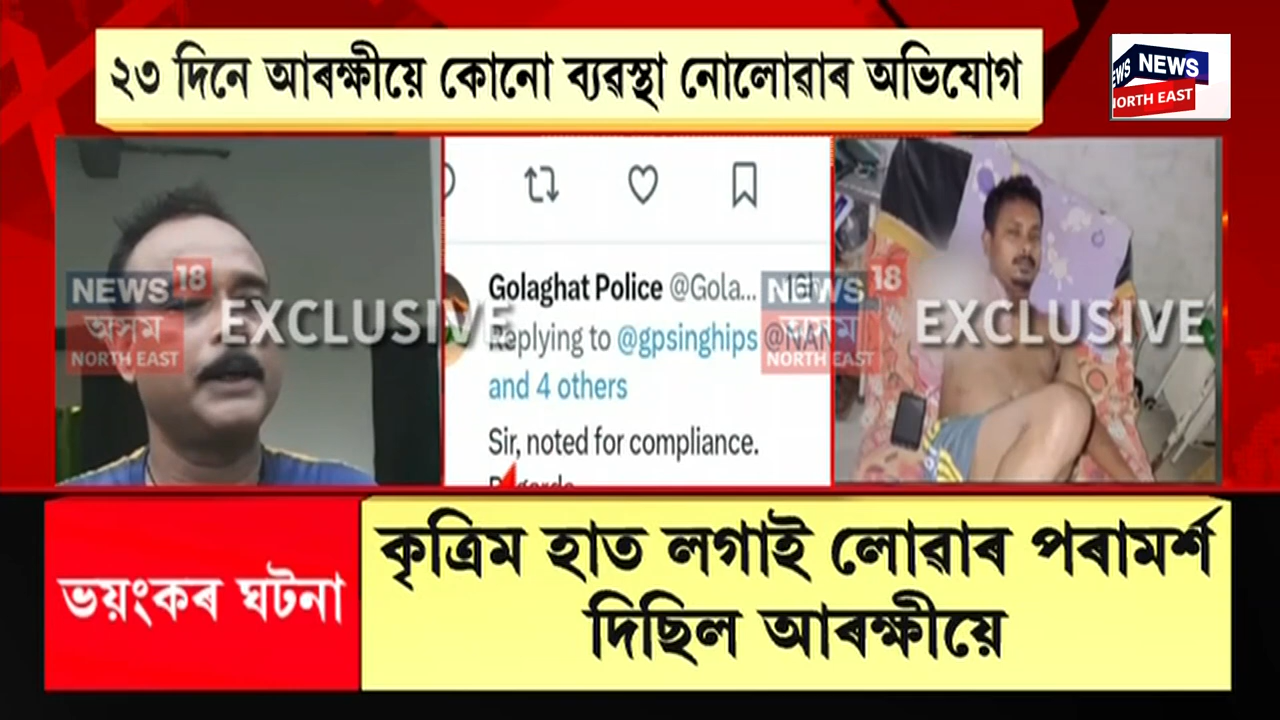 ২৩ দিনে আৰক্ষীয়ে কোনো ব্যৱস্থা নোলোৱাৰ অভিযোগ
NEWS
NORTH EAST
NEWS 18
অসম
NORTH EAST
EXCLUSIVE
Golaghat Police @Gola...
Replying to @gpsinghips @NAN
and 4 others
Sir, noted for compliance.
NEWS 18
অসম
NORTH EAST
EXCLUSIVE
ভয়ংকৰ ঘটনা
কৃত্ৰিম হাত লগাই লোৱাৰ পৰামৰ্শ
দিছিল আৰক্ষীয়ে